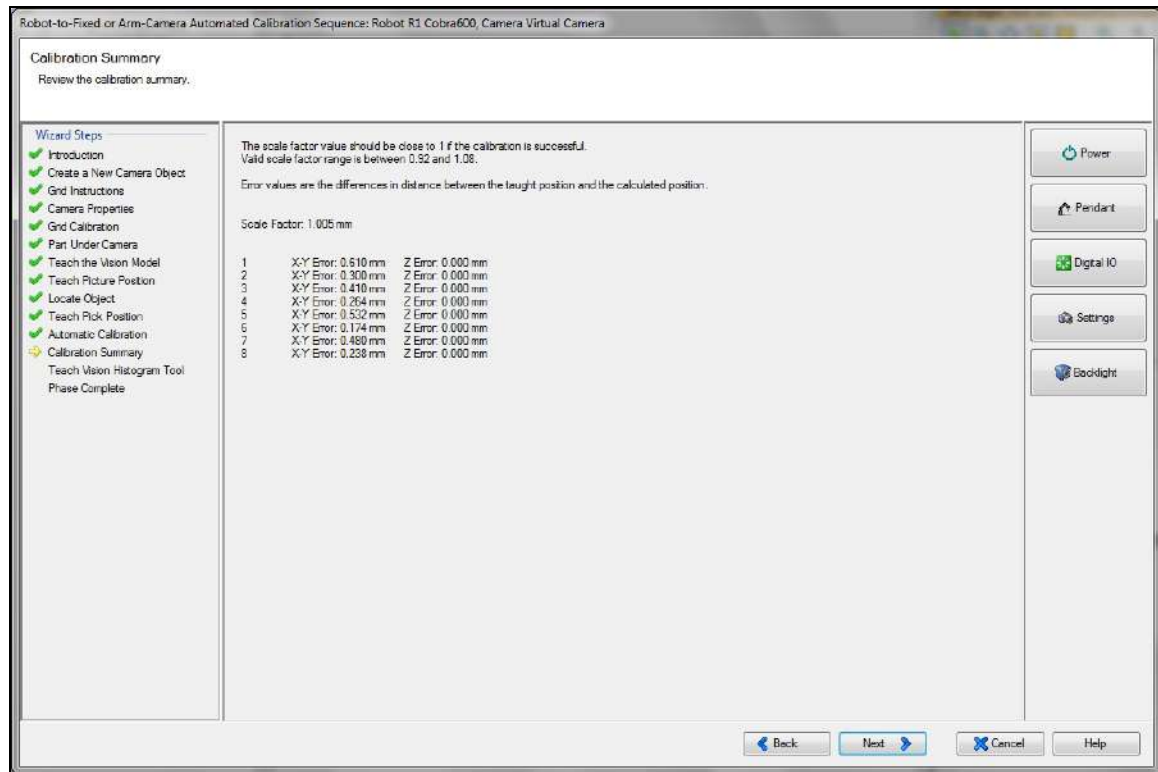 Robot-to-Fixed or Arm-Camera Automated Calibration Sequence: Robot R1 Cobra600, Camera Virtual Camera
Calibration Summary
Review the calibration summary.
Wizard Steps
Introduction
Create a New Camera Object
Grid Instructions
Camera Properties
Grid Calibration
Part Under Camera
Teach the Vision Model
Teach Picture Position
Locate Object
Teach Pick Position
Automatic Calibration
Calibration Summary
Teach Vision Histogram Tool
Phase Complete
The scale factor value should be close to 1 if the calibration is successful.
Valid scale factor range is between 0.92 and 1.08.
Error values are the differences in distance between the taught position and the calculated position.
Scale Factor: 1.005 mm
1 X-Y Error: 0.610 mm Z Error: 0.000 mm
2 X-Y Error: 0.300 mm Z Error: 0.000 mm
3 X-Y Error: 0.410 mm Z Error: 0.000 mm
4 X-Y Error: 0.264 mm Z Error: 0.000 mm
5 X-Y Error: 0.532 mm Z Error: 0.000 mm
6 X-Y Error: 0.174 mm Z Error: 0.000 mm
7 X-Y Error: 0.480 mm Z Error: 0.000 mm
8 X-Y Error: 0.238 mm Z Error: 0.000 mm
Power
Pendant
Digital IO
Settings
Backlight
Back
Next
Cancel
Help